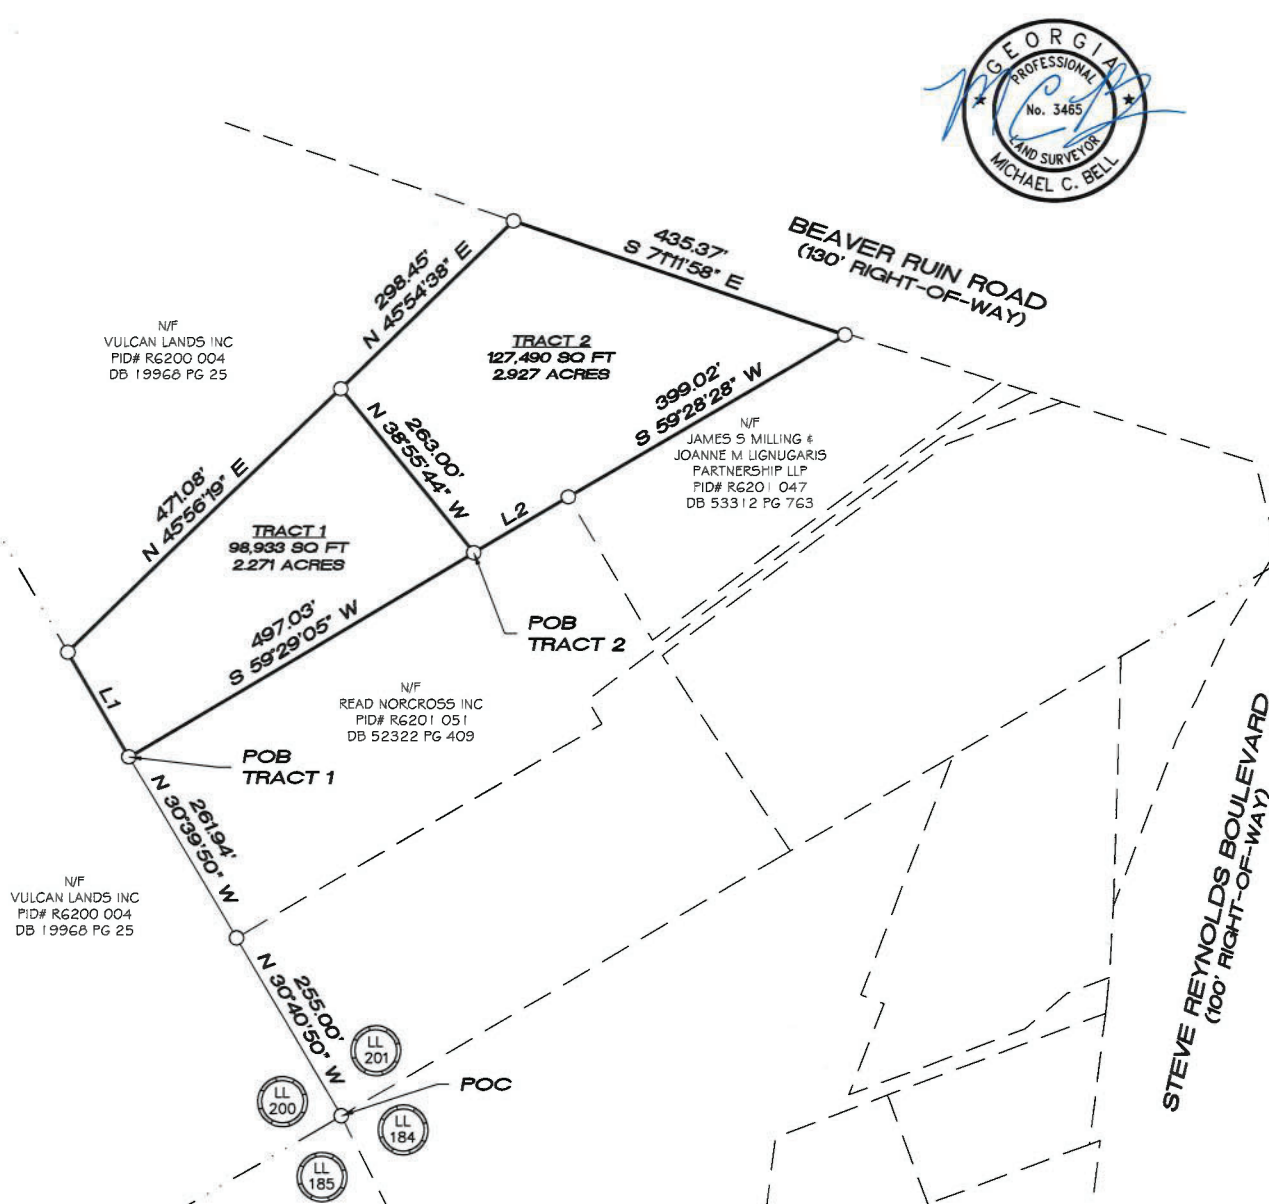 GEORGIA
PROFESSIONAL
No. 3465
LAND SURVEYOR
MICHAEL C. BELL
BEAVER RUIN ROAD
(130' RIGHT-OF-WAY)
435.37'
S 71°11'58" E
298.45'
N 45°54'38" E
N/F
VULCAN LANDS INC
PID# R6200 004
DB 19968 PG 25
TRACT 2
127,490 SQ FT
2.927 ACRES
399.02'
S 59°28'28" W
263.00'
N 38°55'44" W
N/F
JAMES S MILLING &
JOANNE M LIGNUGARIS
PARTNERSHIP LLP
PID# R6201 047
DB 53312 PG 763
471.08'
N 45°56'19" E
L2
TRACT 1
98,933 SQ FT
2.271 ACRES
497.03'
S 59°29'05" W
POB
TRACT 2
L1
N/F
READ NORCROSS INC
PID# R6201 051
DB 52322 PG 409
POB
TRACT 1
261.94'
N 30°39'50" W
N/F
VULCAN LANDS INC
PID# R6200 004
DB 19968 PG 25
STEVE REYNOLDS BOULEVARD
(100' RIGHT-OF-WAY)
255.00'
N 30°40'50" W
LL
201
POC
LL
200
LL
184
LL
185